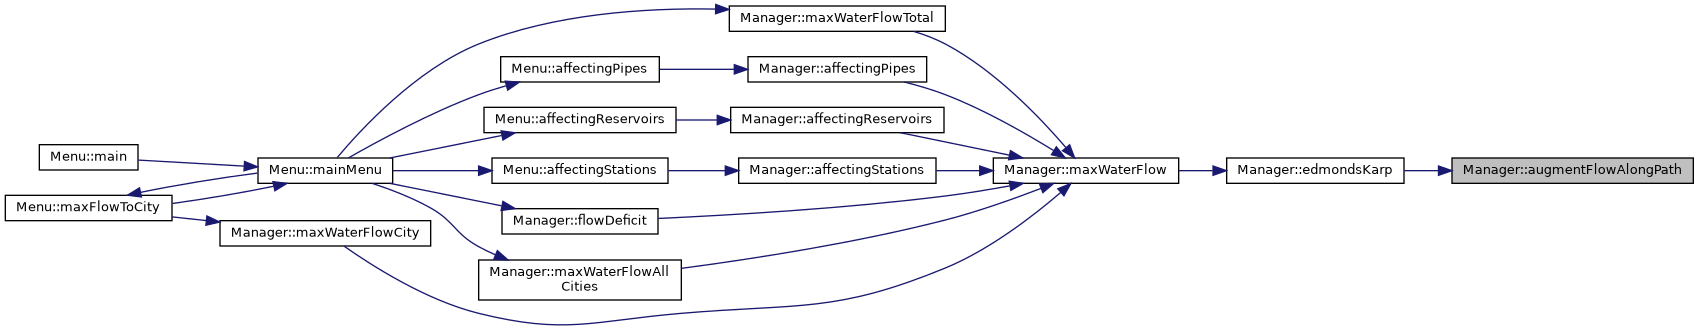 Manager::maxWaterFlowTotal
Menu::affectingPipes
Manager::affectingPipes
Menu::affectingReservoirs
Manager::affectingReservoirs
Menu::main
Menu::mainMenu
Menu::affectingStations
Manager::affectingStations
Manager::maxWaterFlow
Manager::edmondsKarp
Manager::augmentFlowAlongPath
Menu::maxFlowToCity
Manager::flowDeficit
Manager::maxWaterFlowCity
Manager::maxWaterFlowAll
Cities